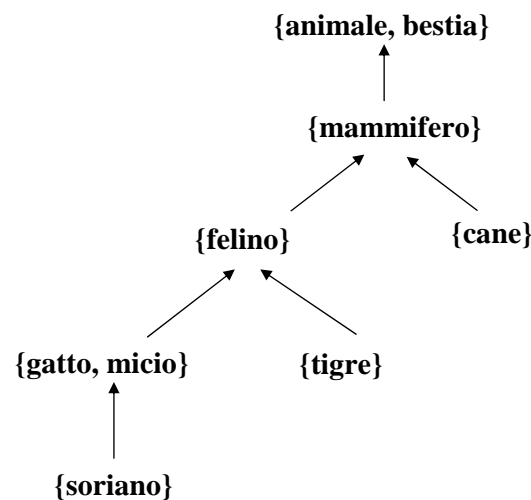 {animale, bestia}
{mammifero}
{felino}
{cane}
{gatto, micio}
{tigre}
{soriano}